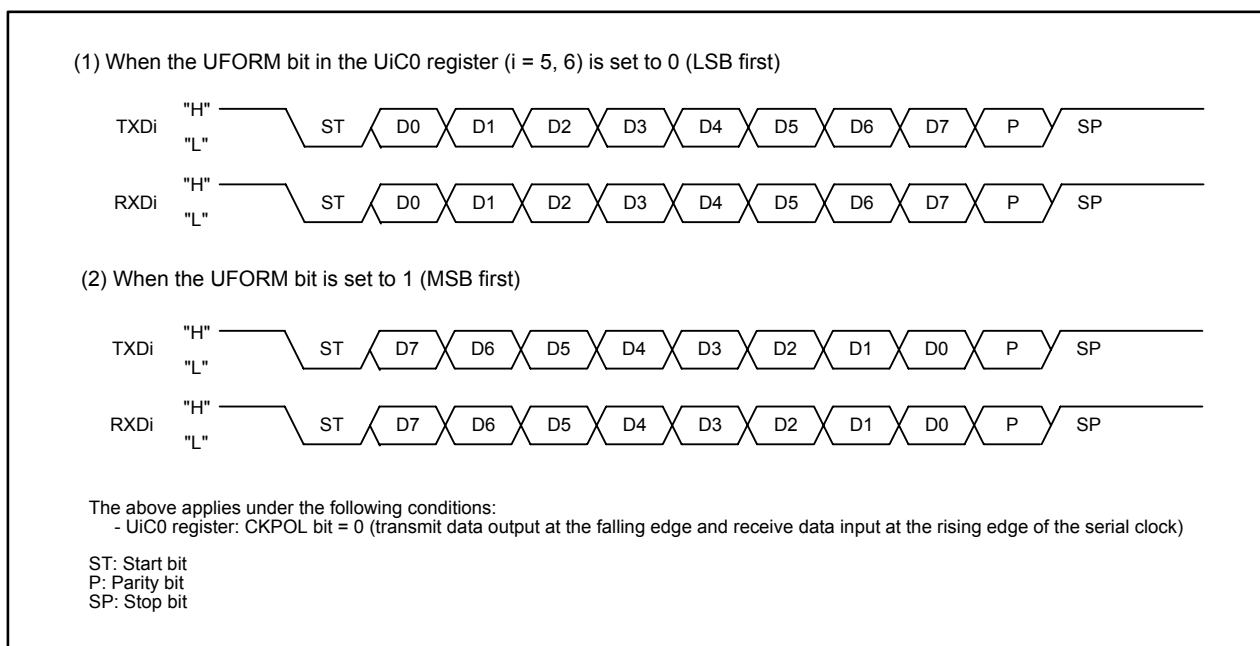 (1) When the UFORM bit in the UiC0 register (i = 5, 6) is set to 0 (LSB first)
"H"
TXDi ST D0 D1 D2 D3 D4 D5 D6 D7 P SP
"L"
"H"
RXDi ST D0 D1 D2 D3 D4 D5 D6 D7 P SP
"L"
(2) When the UFORM bit is set to 1 (MSB first)
"H"
TXDi ST D7 D6 D5 D4 D3 D2 D1 D0 P SP
"L"
"H"
RXDi ST D7 D6 D5 D4 D3 D2 D1 D0 P SP
"L"
The above applies under the following conditions:
- UiC0 register: CKPOL bit = 0 (transmit data output at the falling edge and receive data input at the rising edge of the serial clock)
ST: Start bit
P: Parity bit
SP: Stop bit